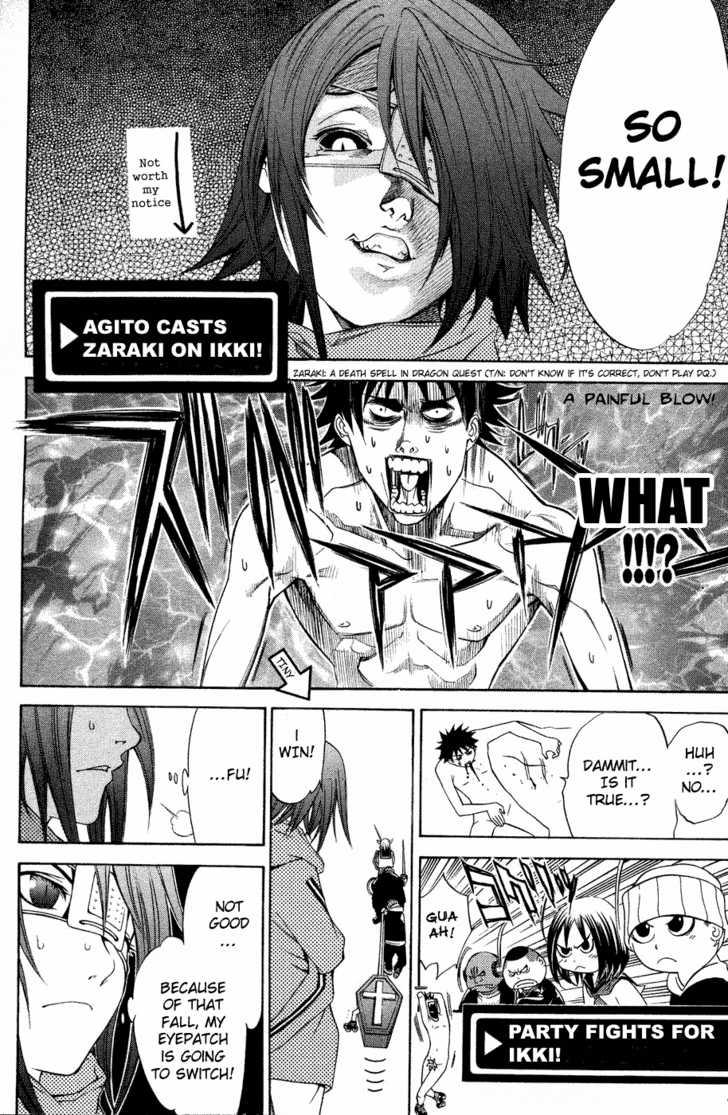 SO
SMALL!
Not
worth
my
notice
AGITO CASTS
ZARAKI ON IKKI!
ZARAKI: A DEATH SPELL IN DRAGON QUEST (T/N: DON'T KNOW IF IT'S CORRECT, DON'T PLAY DQ.)
A PAINFUL BLOW!
WHAT
!!!?
HUH
...?
NO...
DAMMIT...
IS IT
TRUE...?
GUA
AH!
PARTY FIGHTS FOR
IKKI!
TINY
I
WIN!
...FU!
NOT
GOOD
...
BECAUSE
OF THAT
FALL, MY
EYEPATCH
IS GOING
TO SWITCH!